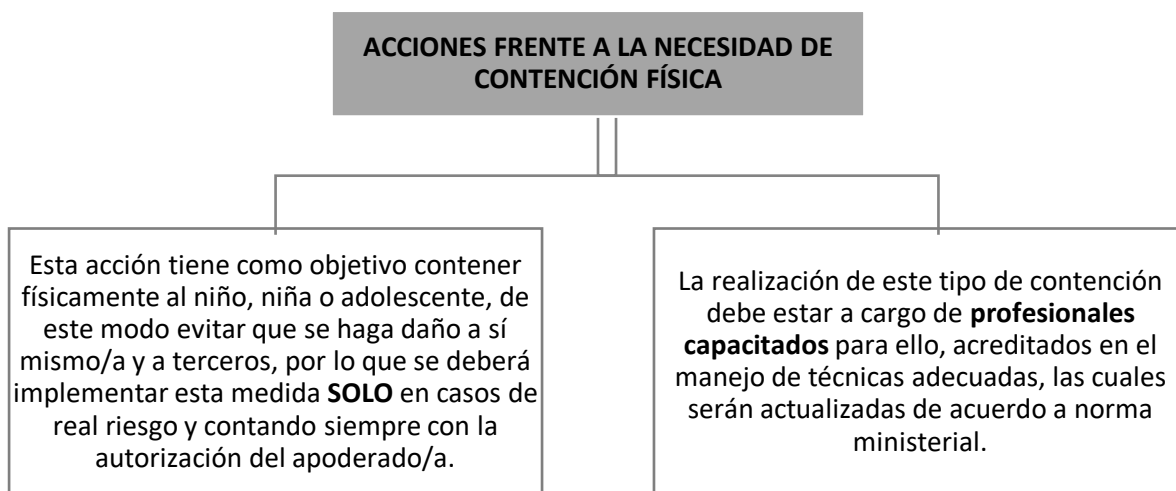 ACCIONES FRENTE A LA NECESIDAD DE
CONTENCIÓN FÍSICA
Esta acción tiene como objetivo contener
físicamente al niño, niña o adolescente, de
este modo evitar que se haga daño a sí
mismo/a y a terceros, por lo que se deberá
implementar esta medida SOLO en casos de
real riesgo y contando siempre con la
autorización del apoderado/a.
La realización de este tipo de contención
debe estar a cargo de profesionales
capacitados para ello, acreditados en el
manejo de técnicas adecuadas, las cuales
serán actualizadas de acuerdo a norma
ministerial.